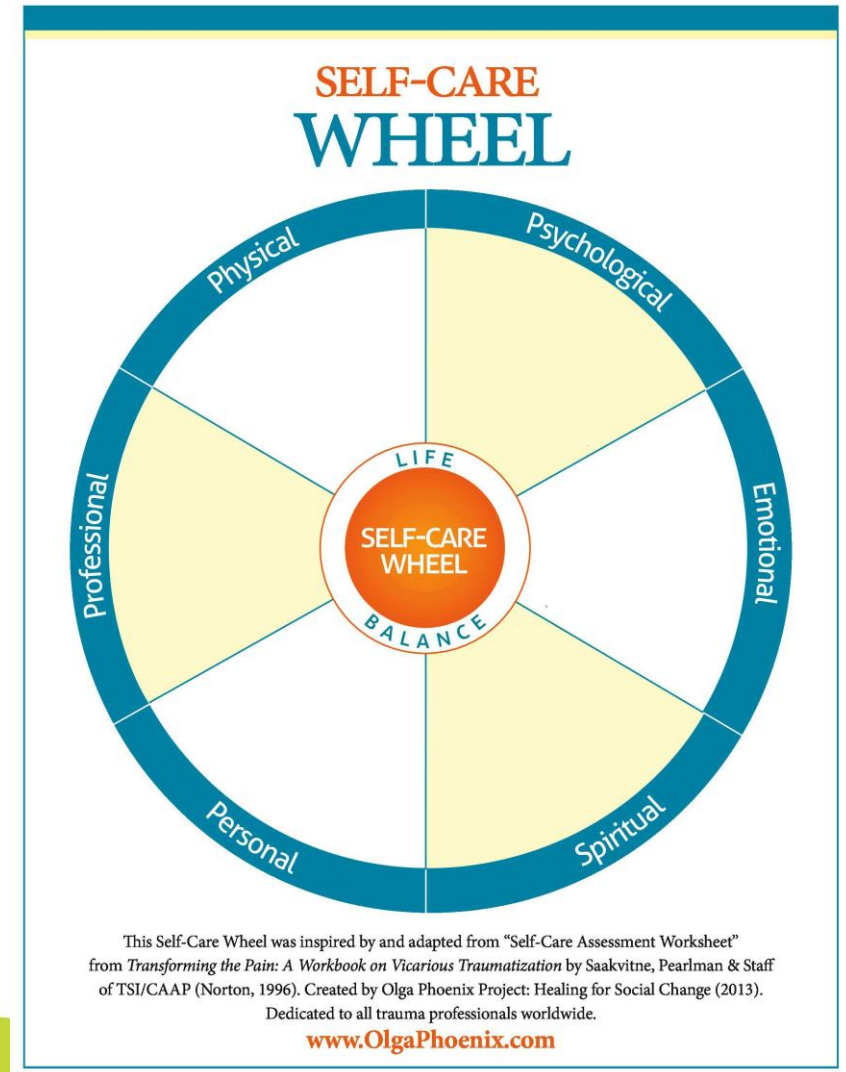 SELF-CARE
WHEEL
Physical
Psychological
Professional
Emotional
LIFE
SELF-CARE
WHEEL
BALANCE
Personal
Spiritual
This Self-Care Wheel was inspired by and adapted from “Self-Care Assessment Worksheet”
from Transforming the Pain: A Workbook on Vicarious Traumatization by Saakvitne, Pearlman & Staff
of TSI/CAAP (Norton, 1996). Created by Olga Phoenix Project: Healing for Social Change (2013).
Dedicated to all trauma professionals worldwide.
www.OlgaPhoenix.com